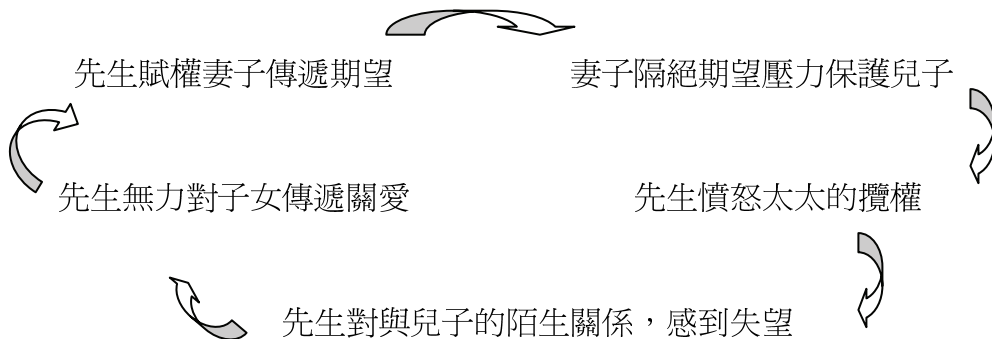 先生賦權妻子傳遞期望
妻子隔絕期望壓力保護兒子
先生無力對子女傳遞關愛
先生憤怒太太的攬權
先生對與兒子的陌生關係，感到失望